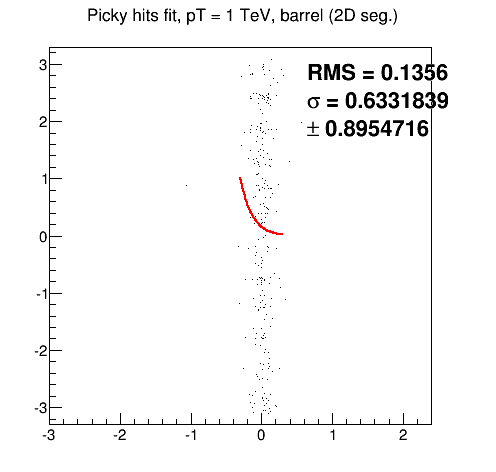 Picky hits fit, pT = 1 TeV, barrel (2D seg.)
RMS = 0.1356
σ = 0.6331839
± 0.8954716
3
2
1
0
-1
-2
-3
-3 -2 -1 0 1 2